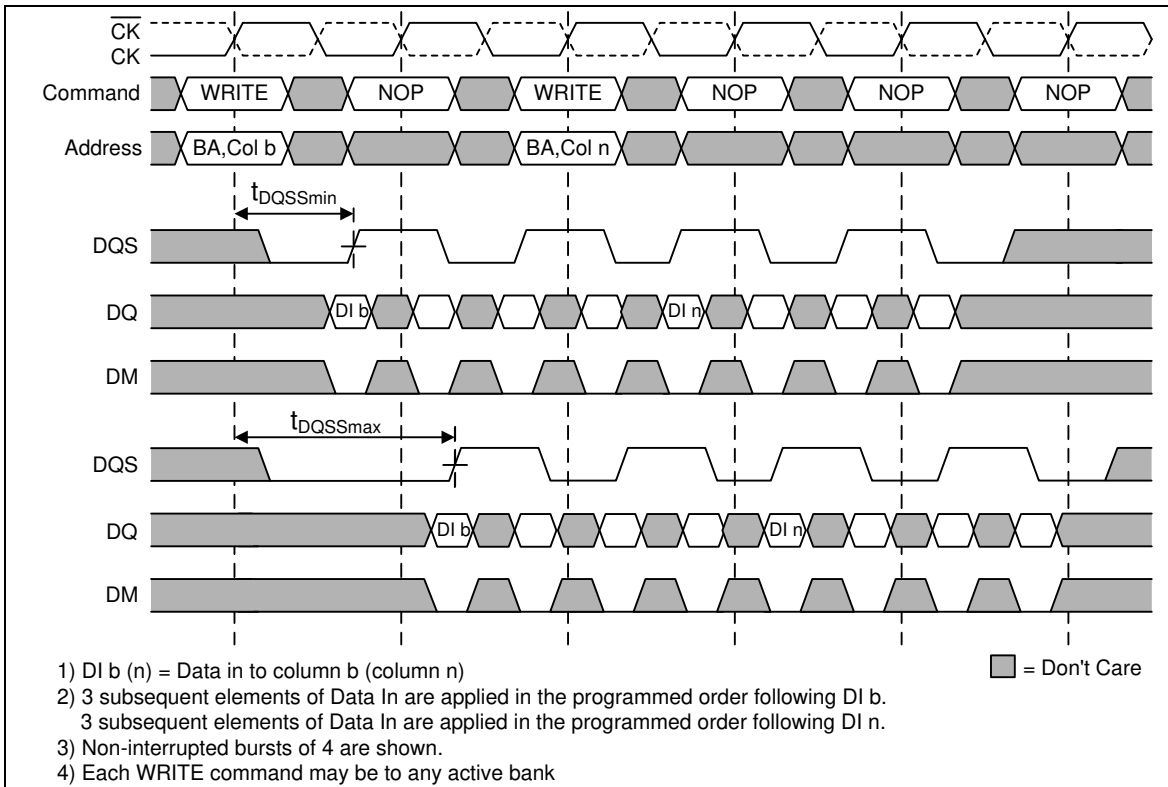 CK
CK
Command WRITE NOP WRITE NOP NOP NOP
Address BA,Col b BA,Col n
tDQSSmin
DQS
DQ DI b DI n
DM
tDQSSmax
DQS
DQ DI b DI n
DM
1) DI b (n) = Data in to column b (column n)
= Don't Care
2) 3 subsequent elements of Data In are applied in the programmed order following DI b.
3 subsequent elements of Data In are applied in the programmed order following DI n.
3) Non-interrupted bursts of 4 are shown.
4) Each WRITE command may be to any active bank